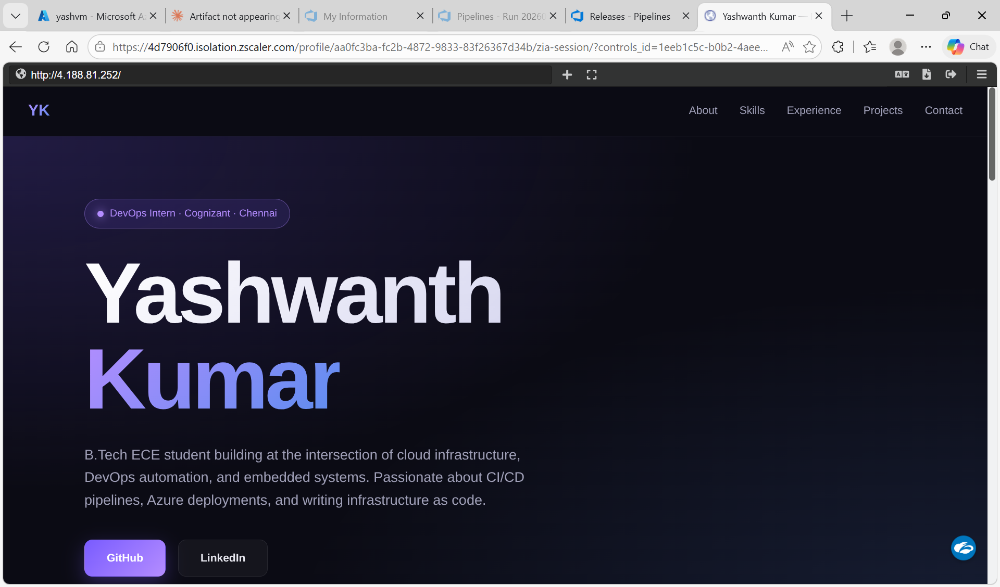 yashvm - Microsoft A
Artifact not appearing
My Information
Pipelines - Run 20260
Releases - Pipelines
Yashwanth Kumar —
https://4d7906f0.isolation.zscaler.com/profile/aa0fc3ba-fc2b-4872-9833-83f26367d34b/zia-session/?controls_id=1eeb1c5c-b0b2-4aee...
Chat
http://4.188.81.252/
YK
About
Skills
Experience
Projects
Contact
DevOps Intern · Cognizant · Chennai
Yashwanth
Kumar
B.Tech ECE student building at the intersection of cloud infrastructure,
DevOps automation, and embedded systems. Passionate about CI/CD
pipelines, Azure deployments, and writing infrastructure as code.
GitHub
LinkedIn